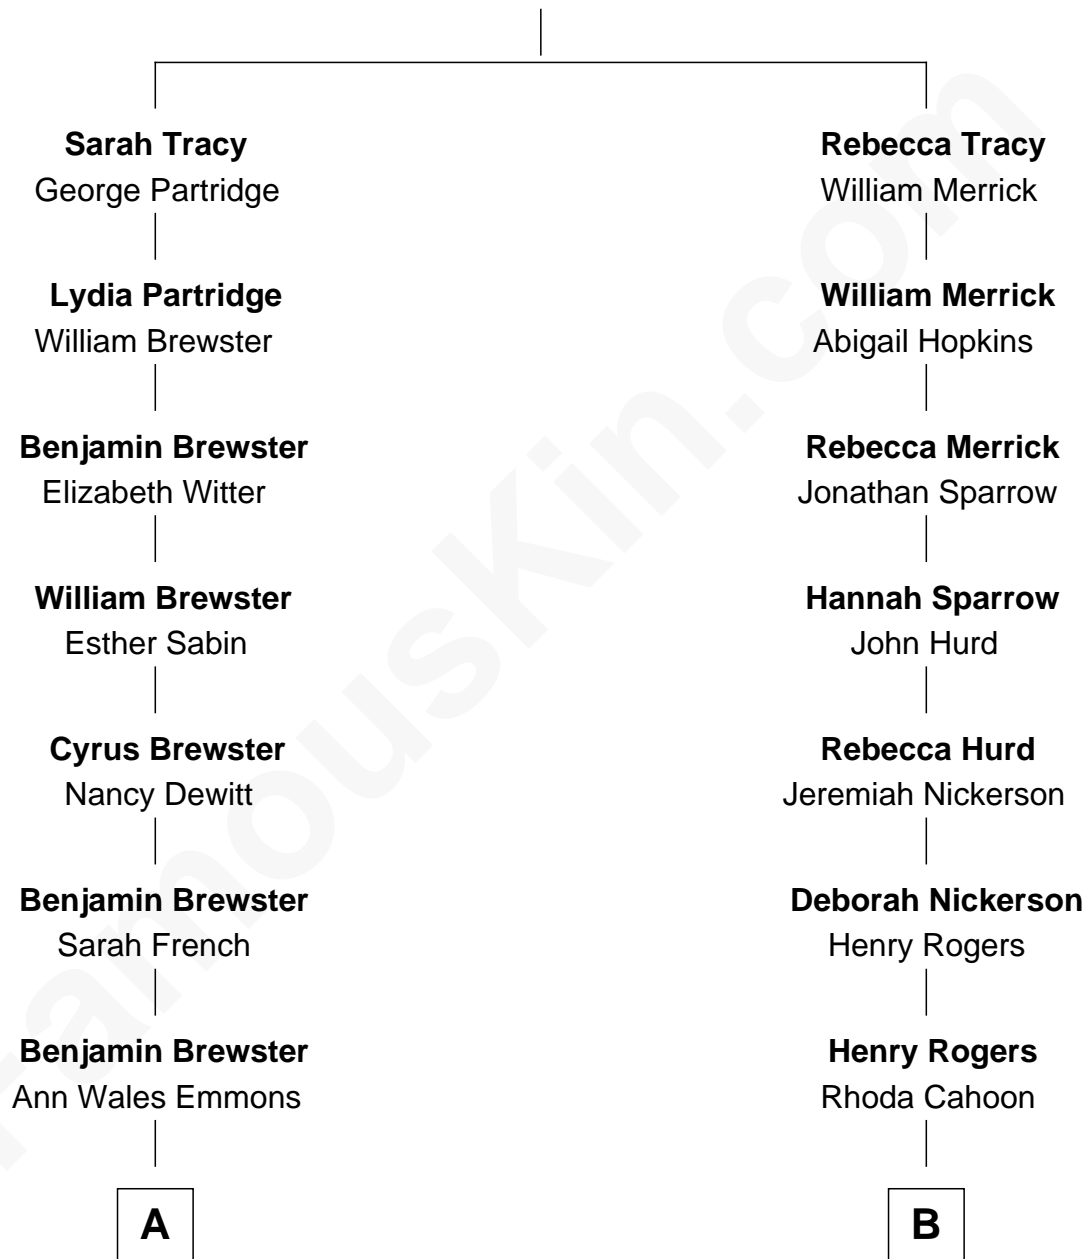 Sarah Tracy
George Partridge
Lydia Partridge
William Brewster
Benjamin Brewster
Elizabeth Witter
William Brewster
Esther Sabin
Cyrus Brewster
Nancy Dewitt
Benjamin Brewster
Sarah French
Benjamin Brewster
Ann Wales Emmons
A
Rebecca Tracy
William Merrick
William Merrick
Abigail Hopkins
Rebecca Merrick
Jonathan Sparrow
Hannah Sparrow
John Hurd
Rebecca Hurd
Jeremiah Nickerson
Deborah Nickerson
Henry Rogers
Henry Rogers
Rhoda Cahoon
B
FamousKin.com